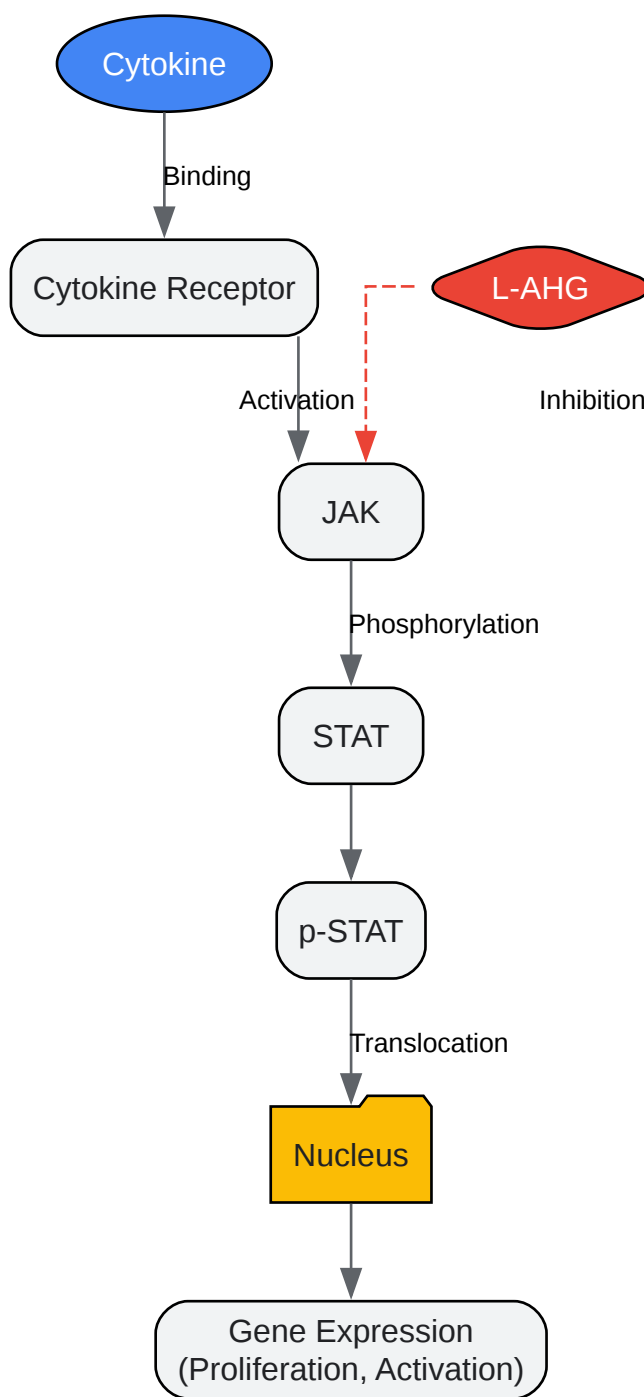 Cytokine
Binding
Cytokine Receptor
L-AHG
Activation
Inhibition
JAK
Phosphorylation
STAT
p-STAT
Translocation
Nucleus
Gene Expression
(Proliferation, Activation)